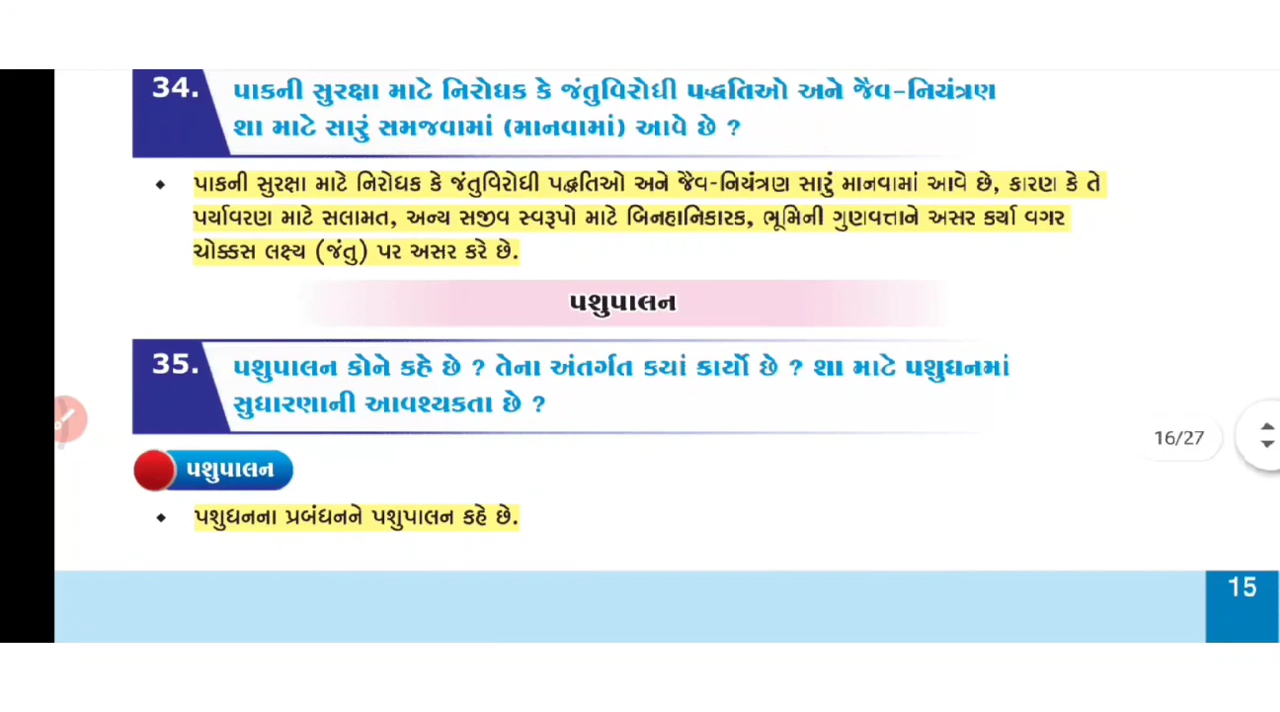 34. પાકની સુરક્ષા માટે નિરોધક કે જંતુવિરોધી પદ્ધતિઓ અને જૈવ-નિયંત્રણ
શા માટે સારું સમજવામાં (માનવામાં) આવે છે ?
◆ પાકની સુરક્ષા માટે નિરોધક કે જંતુવિરોધી પદ્ધતિઓ અને જૈવ-નિયંત્રણ સારું માનવામાં આવે છે, કારણ કે તે
પર્યાવરણ માટે સલામત, અન્ય સજીવ સ્વરૂપો માટે બિનહાનિકારક, ભૂમિની ગુણવત્તાને અસર કર્યા વગર
ચોક્કસ લક્ષ્ય (જંતુ) પર અસર કરે છે.
પશુપાલન
35. પશુપાલન કોને કહે છે ? તેના અંતર્ગત કયાં કાર્યો છે ? શા માટે પશુધનમાં
સુધારણાની આવશ્યકતા છે ?
16/27
પશુપાલન
◆ પશુધનના પ્રબંધનને પશુપાલન કહે છે.
15